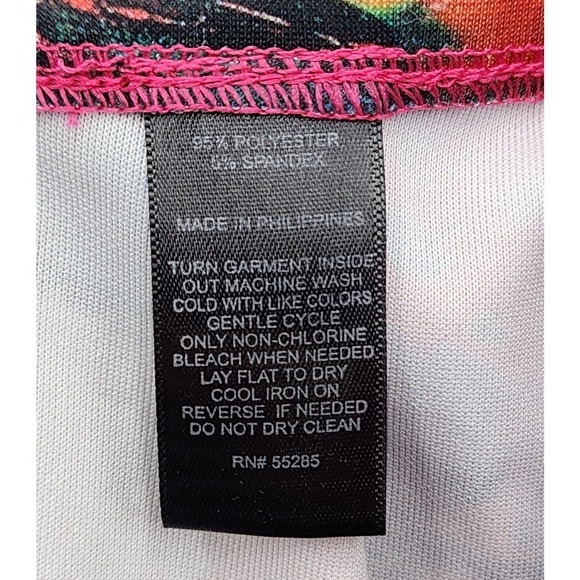 95% POLYESTER
5% SPANDEX
MADE IN PHILIPPINES
TURN GARMENT INSIDE
OUT MACHINE WASH
COLD WITH LIKE COLORS
GENTLE CYCLE
ONLY NON-CHLORINE
BLEACH WHEN NEEDED
LAY FLAT TO DRY
COOL IRON ON
REVERSE IF NEEDED
DO NOT DRY CLEAN
RN# 55285